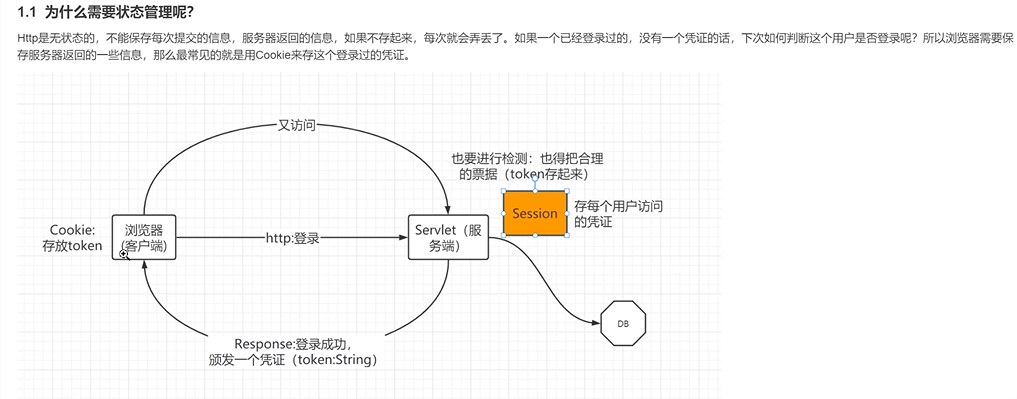 1.1 为什么需要状态管理呢？
Http是无状态的，不能保存每次提交的信息，服务器返回的信息，如果不存起来，每次就会弄丢了。如果一个已经登录过的，没有一个凭证的话，下次如何判断这个用户是否登录呢？所以浏览器需要保
存服务器返回的一些信息，那么最常见的就是用Cookie来存这个登录过的凭证。
又访问
也要进行检测：也得把合理
的票据（token存起来）
Session
存每个用户访问
的凭证
Cookie:
存放token
浏览器
(客户端)
http:登录
Servlet（服
务端）
DB
Response:登录成功，
颁发一个凭证（token:String）